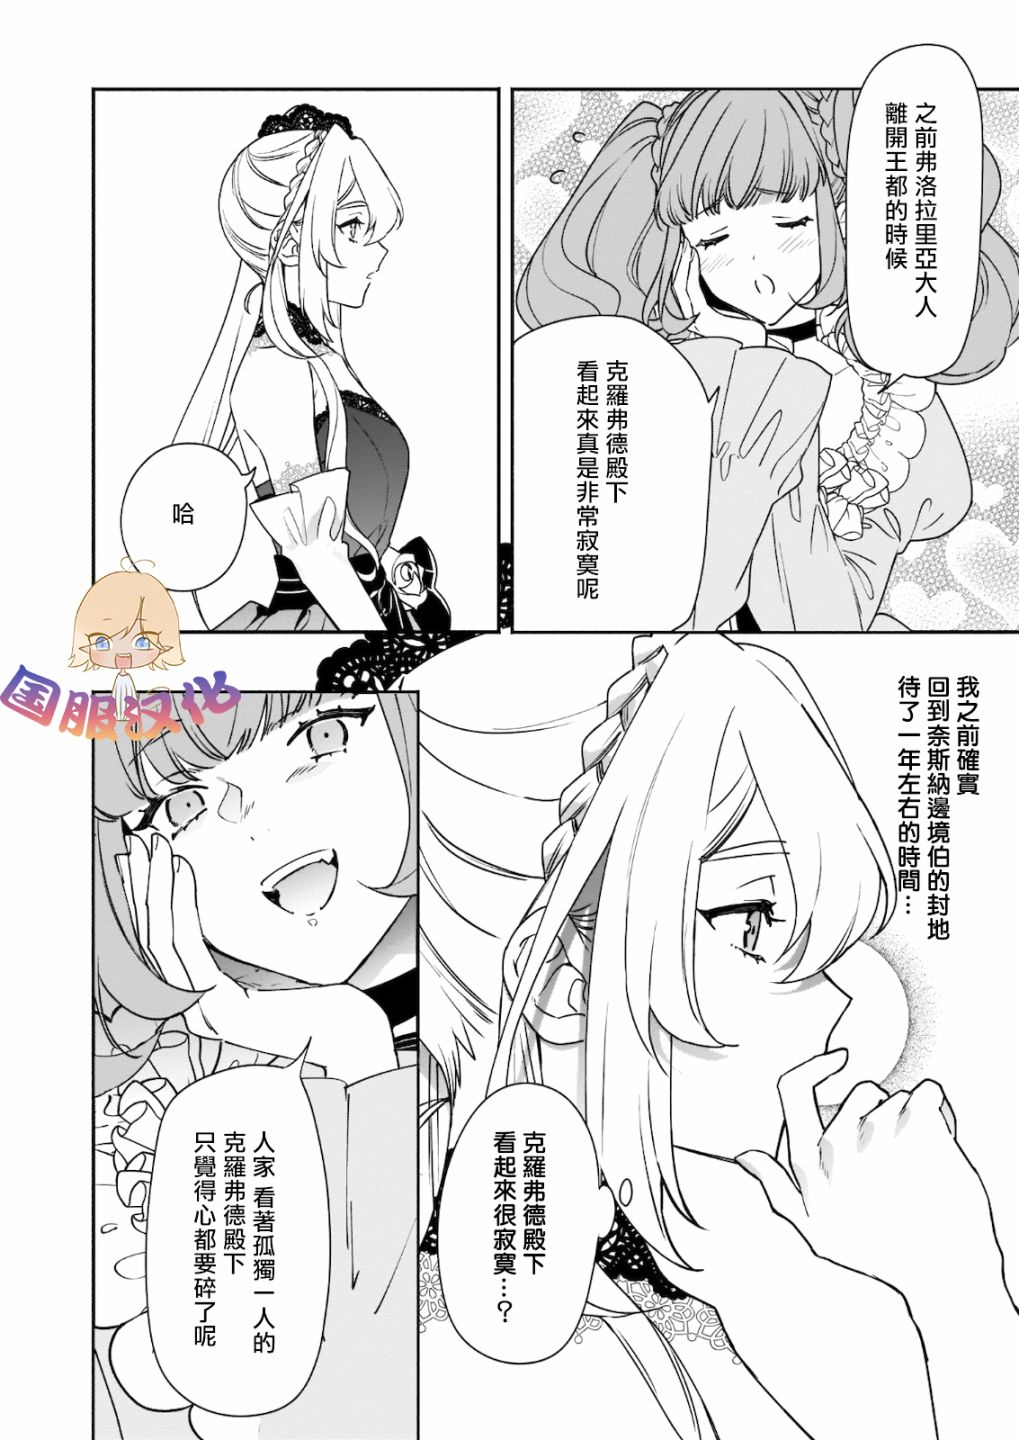 之前弗洛拉里亞大人
離開王都的時候
克羅弗德殿下
看起來真是非常寂寞呢
哈
我之前確實
回到奈斯納邊境伯的封地
待了一年左右的時間…
克羅弗德殿下
看起來很寂寞…？
人家 看著孤獨一人的
克羅弗德殿下
只覺得心都要碎了呢
国服汉化